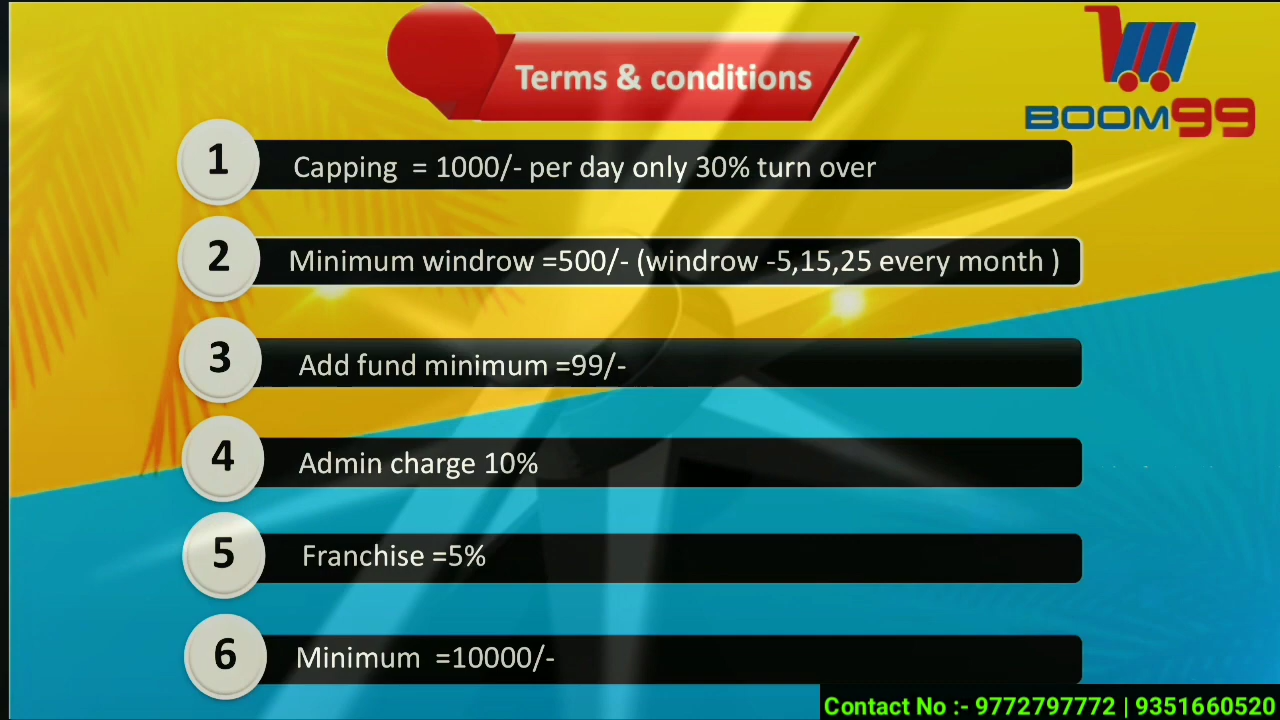 Terms & conditions
BOOM99
1 Capping = 1000/- per day only 30% turn over
2 Minimum windrow =500/- (windrow -5,15,25 every month )
3 Add fund minimum =99/-
4 Admin charge 10%
5 Franchise =5%
6 Minimum =10000/-
Contact No :- 9772797772 | 9351660520